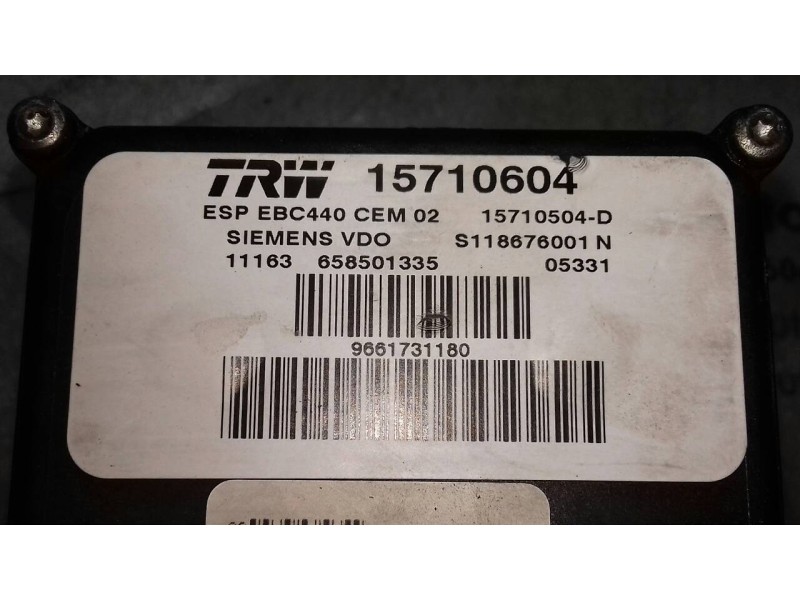 TRW 15710604
ESP EBC440 CEM 02 15710504-D
SIEMENS VDO S118676001 N
11163 658501335 05331
9661731180